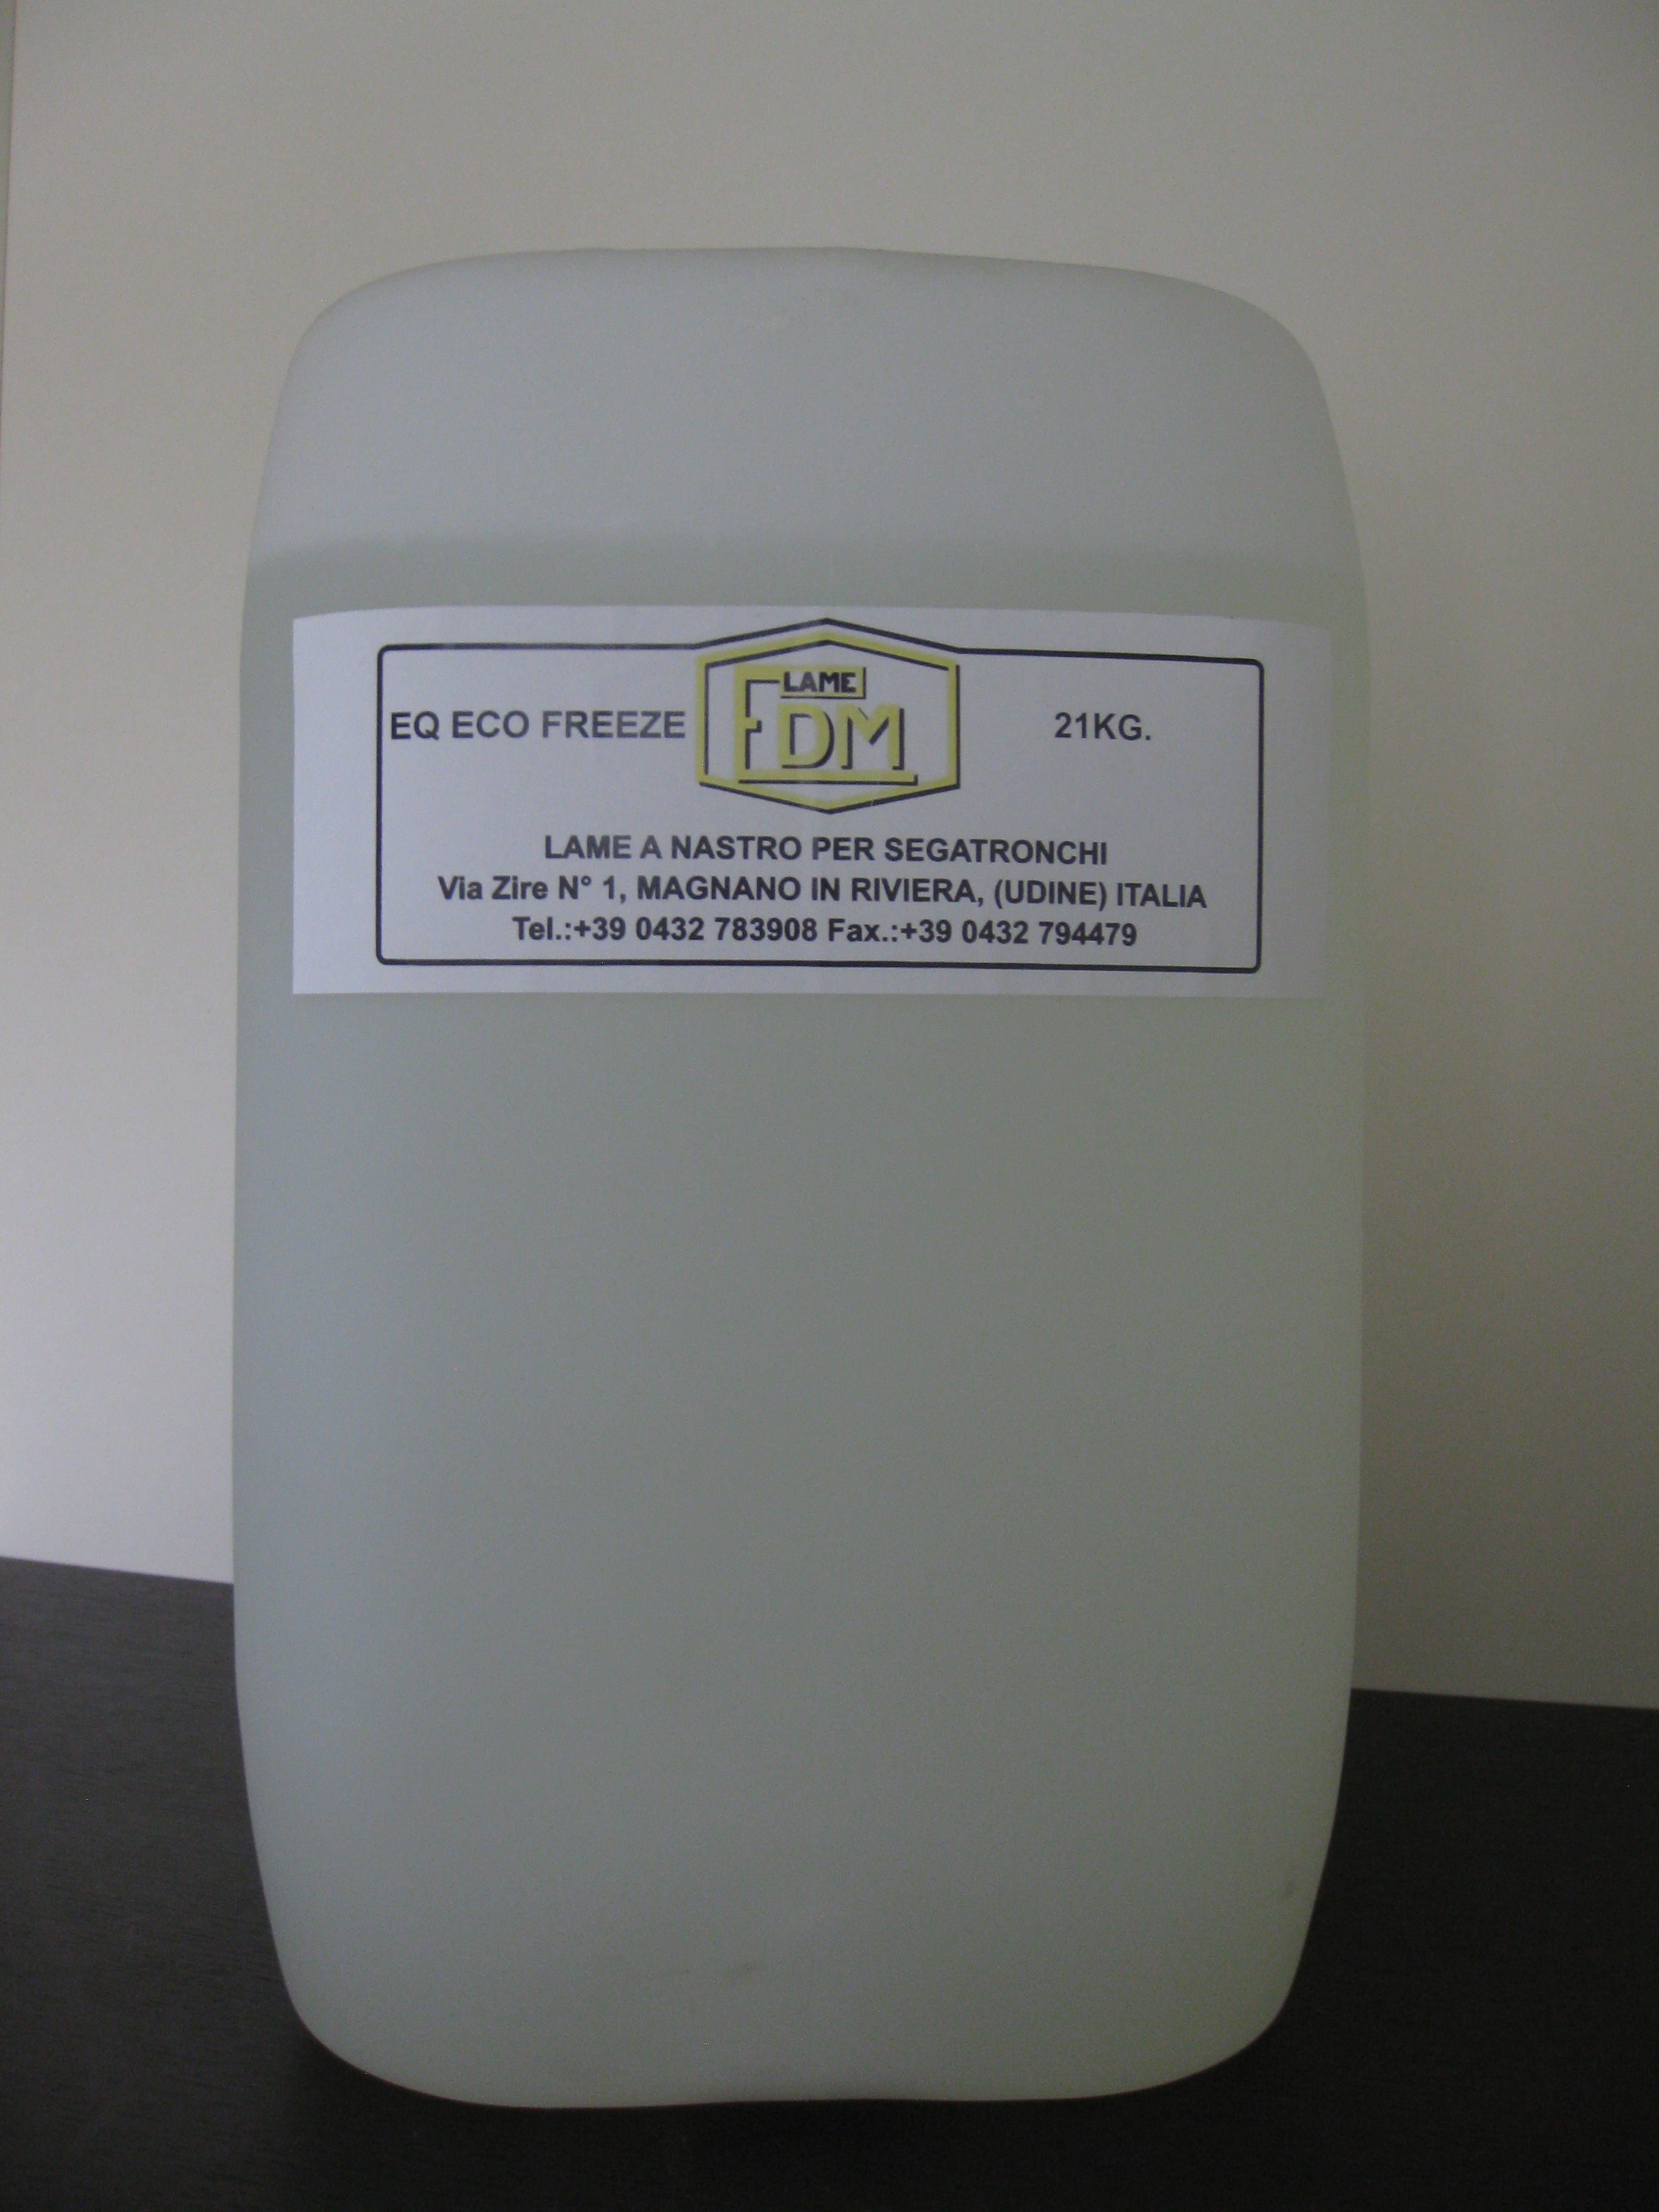 LAME
EQ ECO FREEZE FDM 21KG.
LAME A NASTRO PER SEGATRONCHI
Via Zire N° 1, MAGNANO IN RIVIERA, (UDINE) ITALIA
Tel.:+39 0432 783908 Fax.:+39 0432 794479